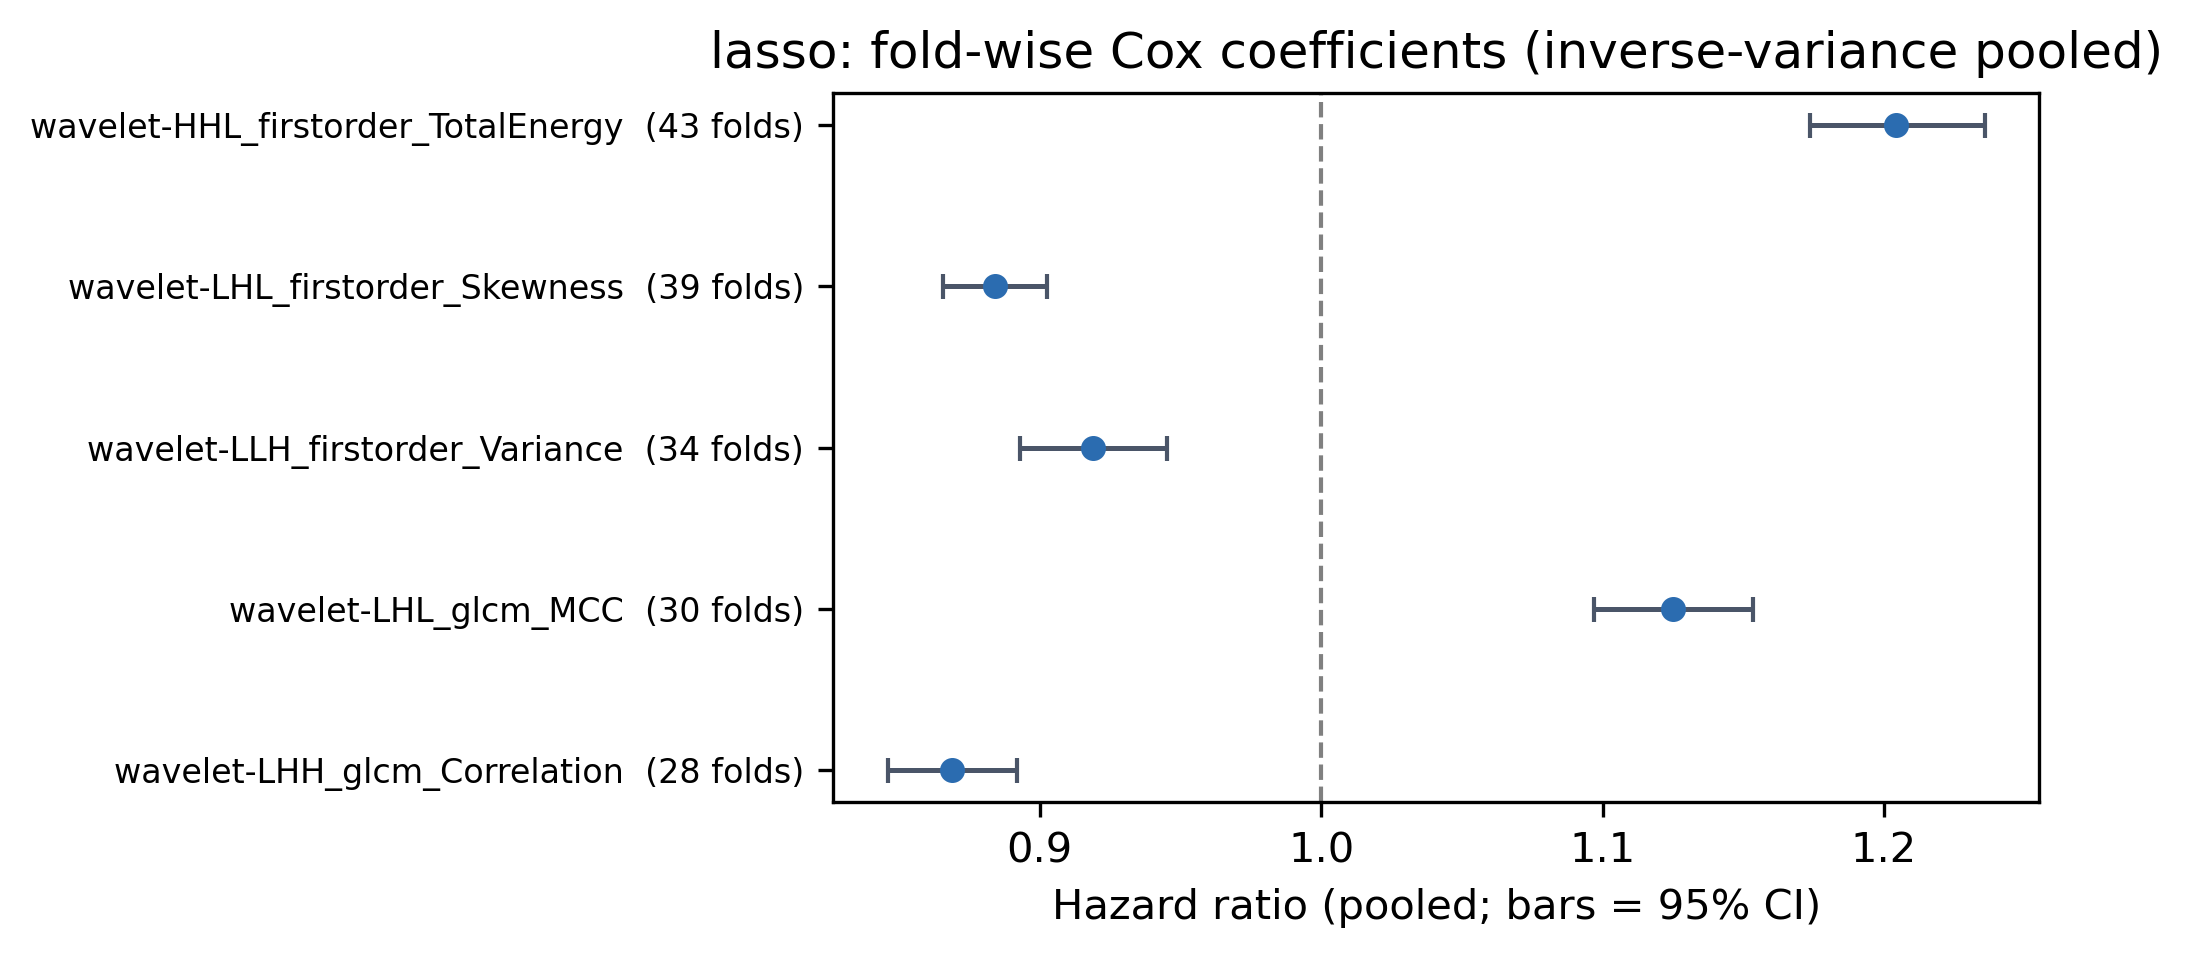 lasso: fold-wise Cox coefficients (inverse-variance pooled)
wavelet-HHL_firstorder_TotalEnergy (43 folds)
wavelet-LHL_firstorder_Skewness (39 folds)
wavelet-LLH_firstorder_Variance (34 folds)
wavelet-LHL_glcm_MCC (30 folds)
wavelet-LHH_glcm_Correlation (28 folds)
0.9 1.0 1.1 1.2
Hazard ratio (pooled; bars = 95% CI)